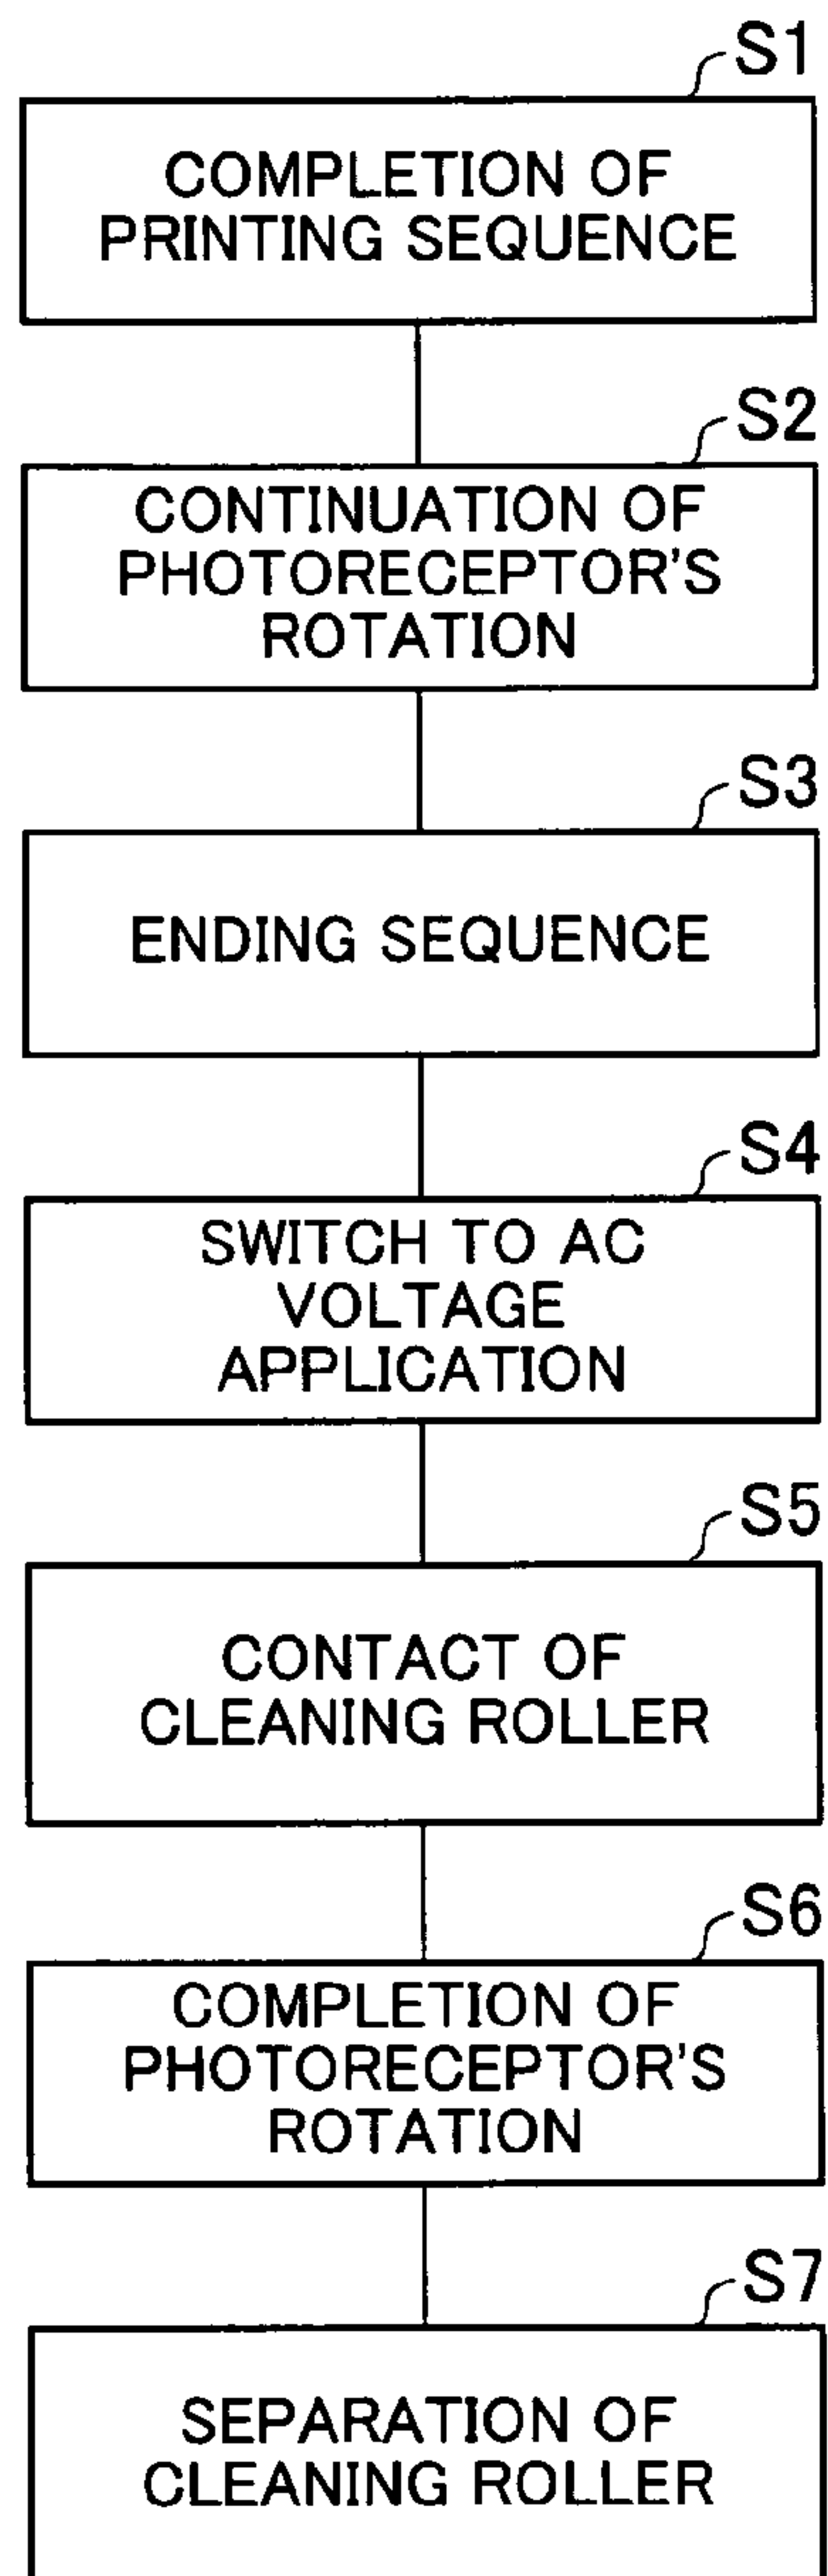 S1
COMPLETION OF
PRINTING SEQUENCE
S2
CONTINUATION OF
PHOTORECEPTOR'S
ROTATION
S3
ENDING SEQUENCE
S4
SWITCH TO AC
VOLTAGE
APPLICATION
S5
CONTACT OF
CLEANING ROLLER
S6
COMPLETION OF
PHOTORECEPTOR'S
ROTATION
S7
SEPARATION OF
CLEANING ROLLER